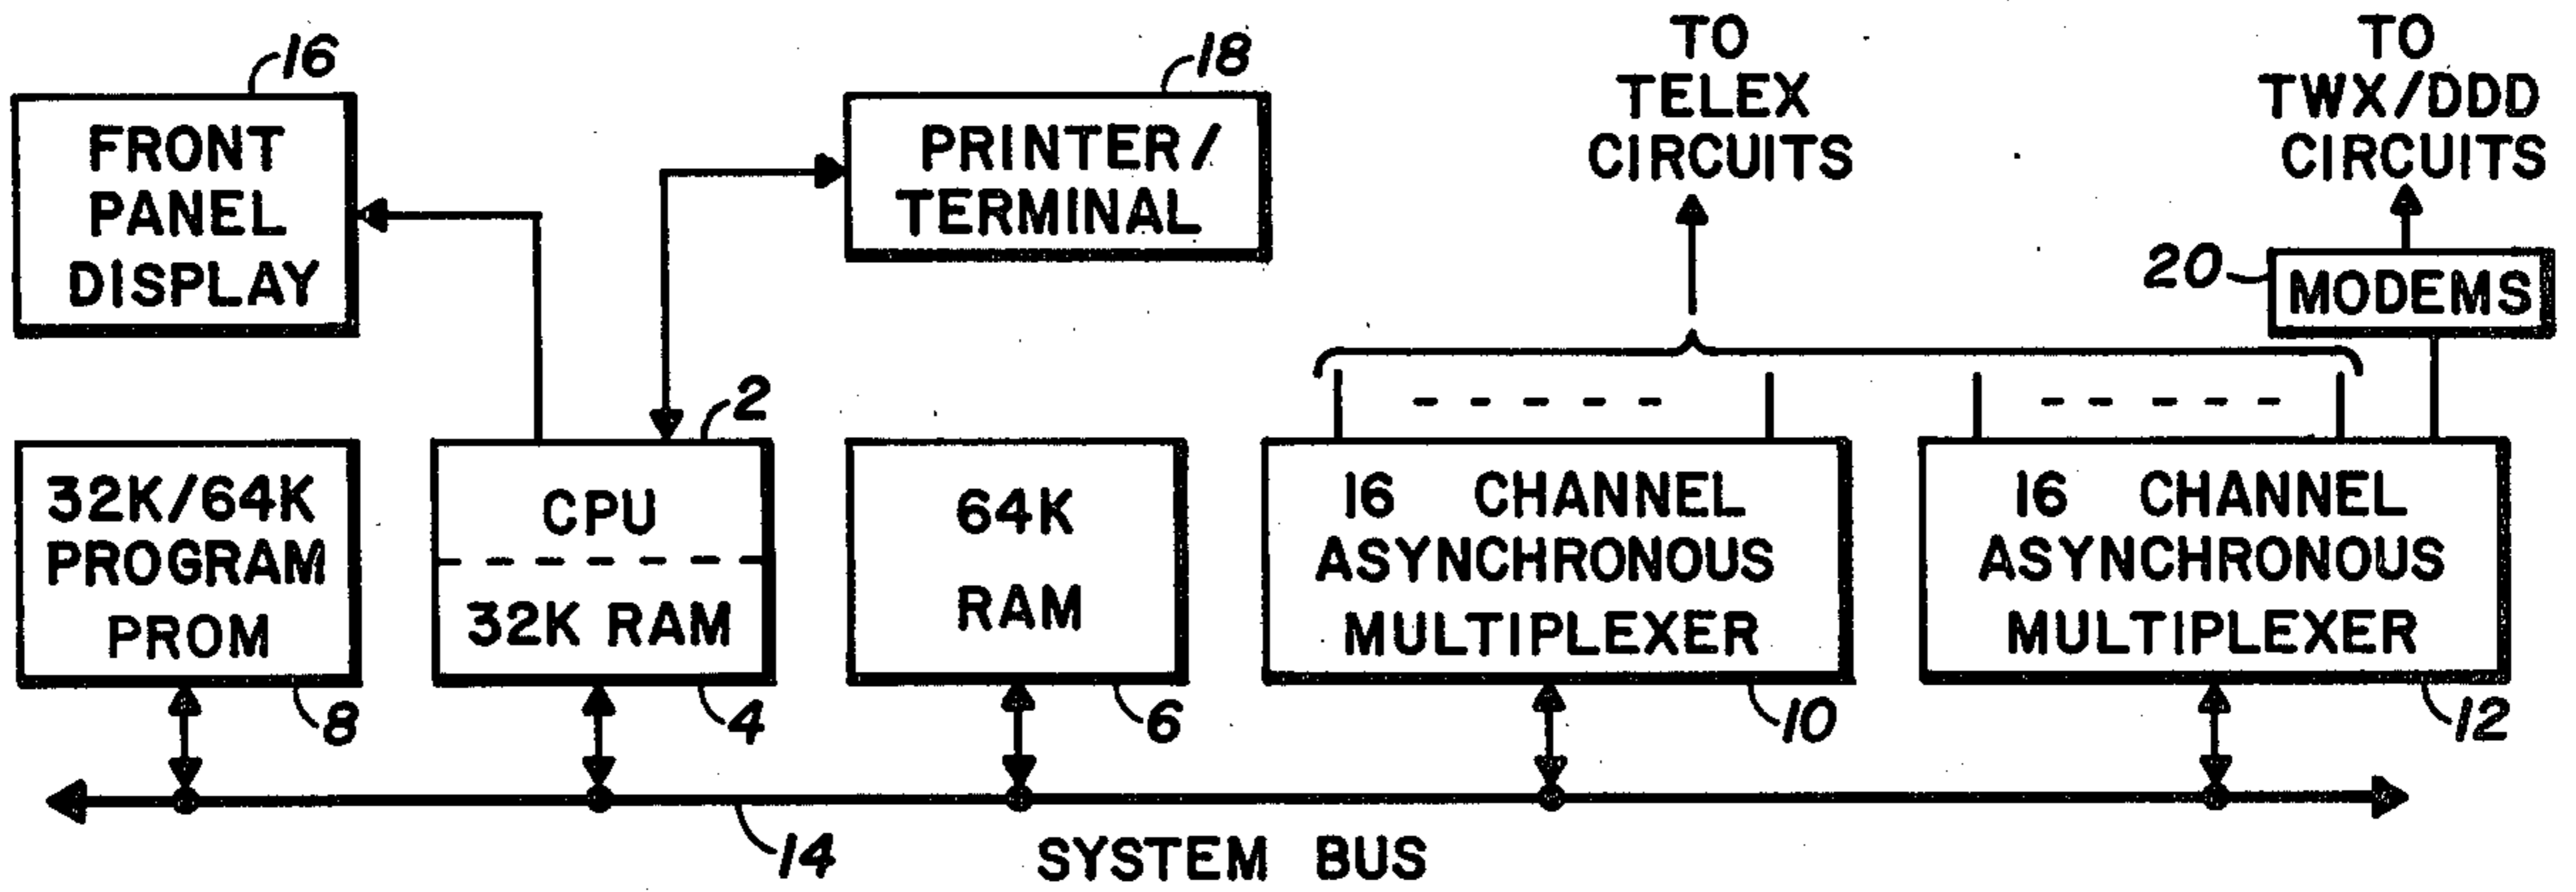 16
FRONT
PANEL
DISPLAY
18
PRINTER/
TERMINAL
TO
TELEX
CIRCUITS
TO
TWX/DDD
CIRCUITS
20
MODEMS
32K/64K
PROGRAM
PROM
8
2
CPU
32K RAM
4
64K
RAM
6
16 CHANNEL
ASYNCHRONOUS
MULTIPLEXER
10
16 CHANNEL
ASYNCHRONOUS
MULTIPLEXER
12
14
SYSTEM BUS